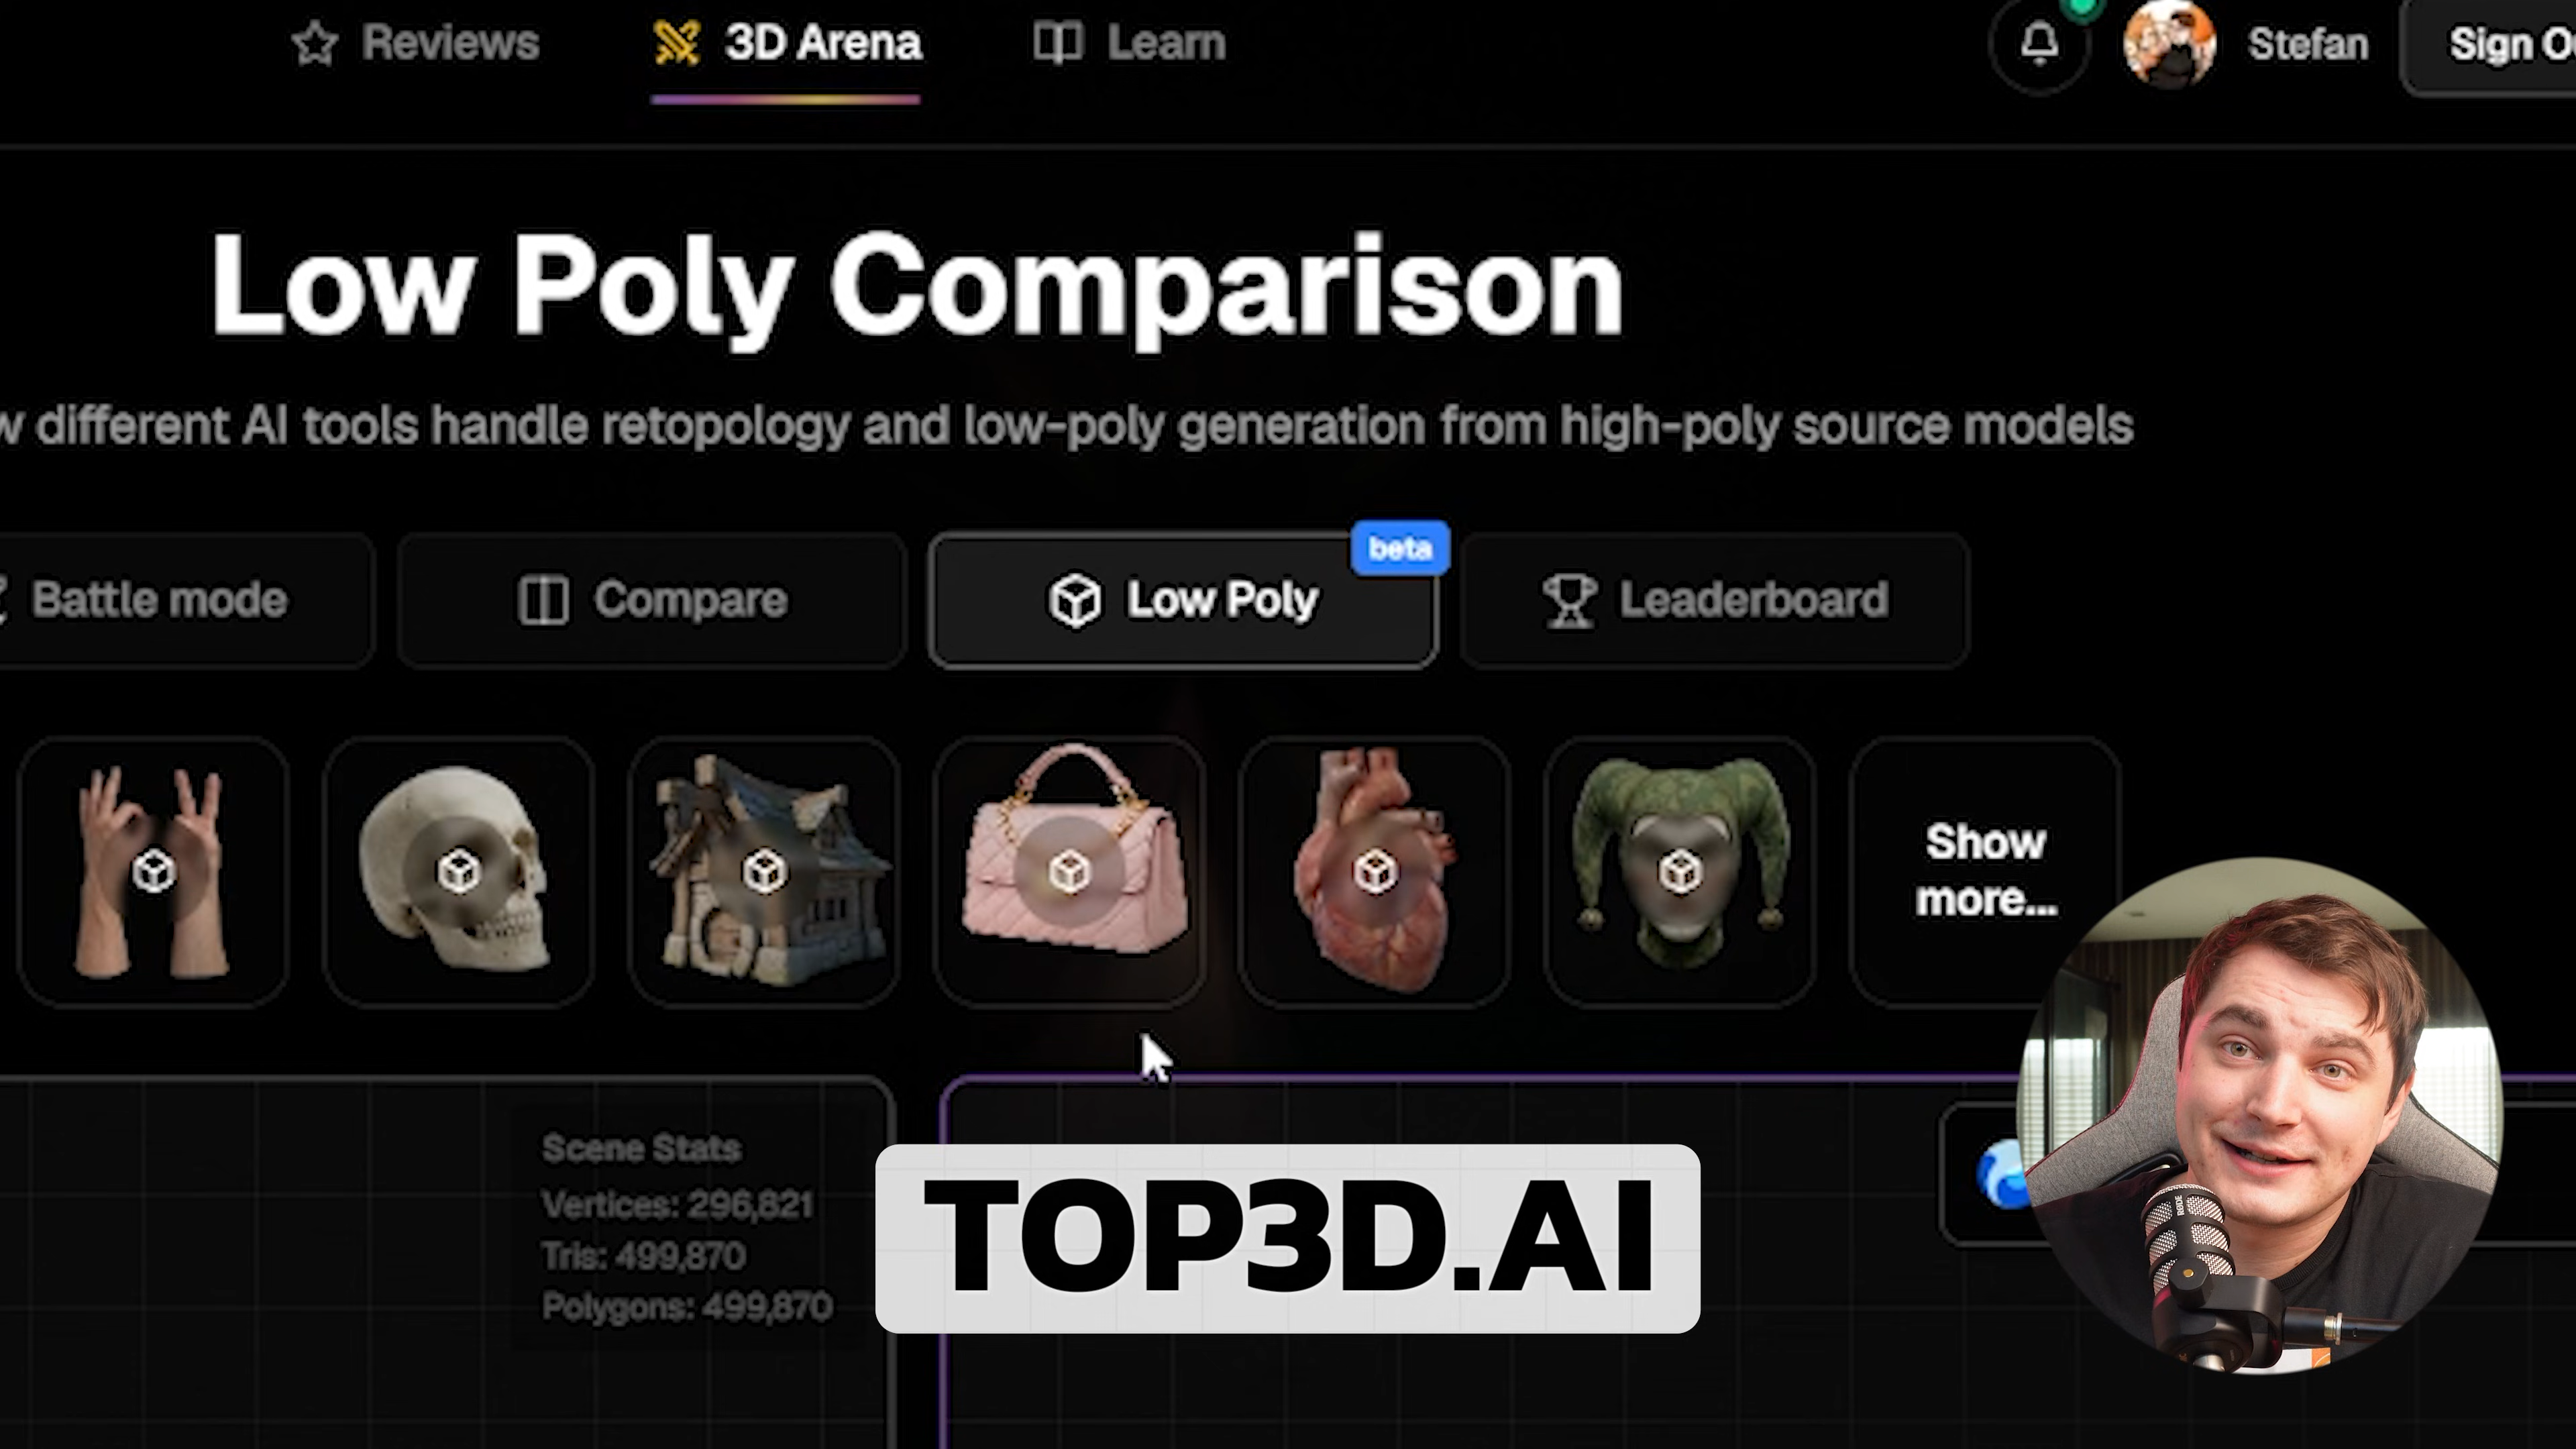 Reviews
3D Arena
Learn
Stefan
Sign
Low Poly Comparison
different AI tools handle retopology and low-poly generation from high-poly source models
Battle mode
Compare
Low Poly
beta
Leaderboard
Show
more...
Scene Stats
Vertices: 296,821
Tris: 499,870
Polygons: 499,870
TOP3D.AI
RØDE